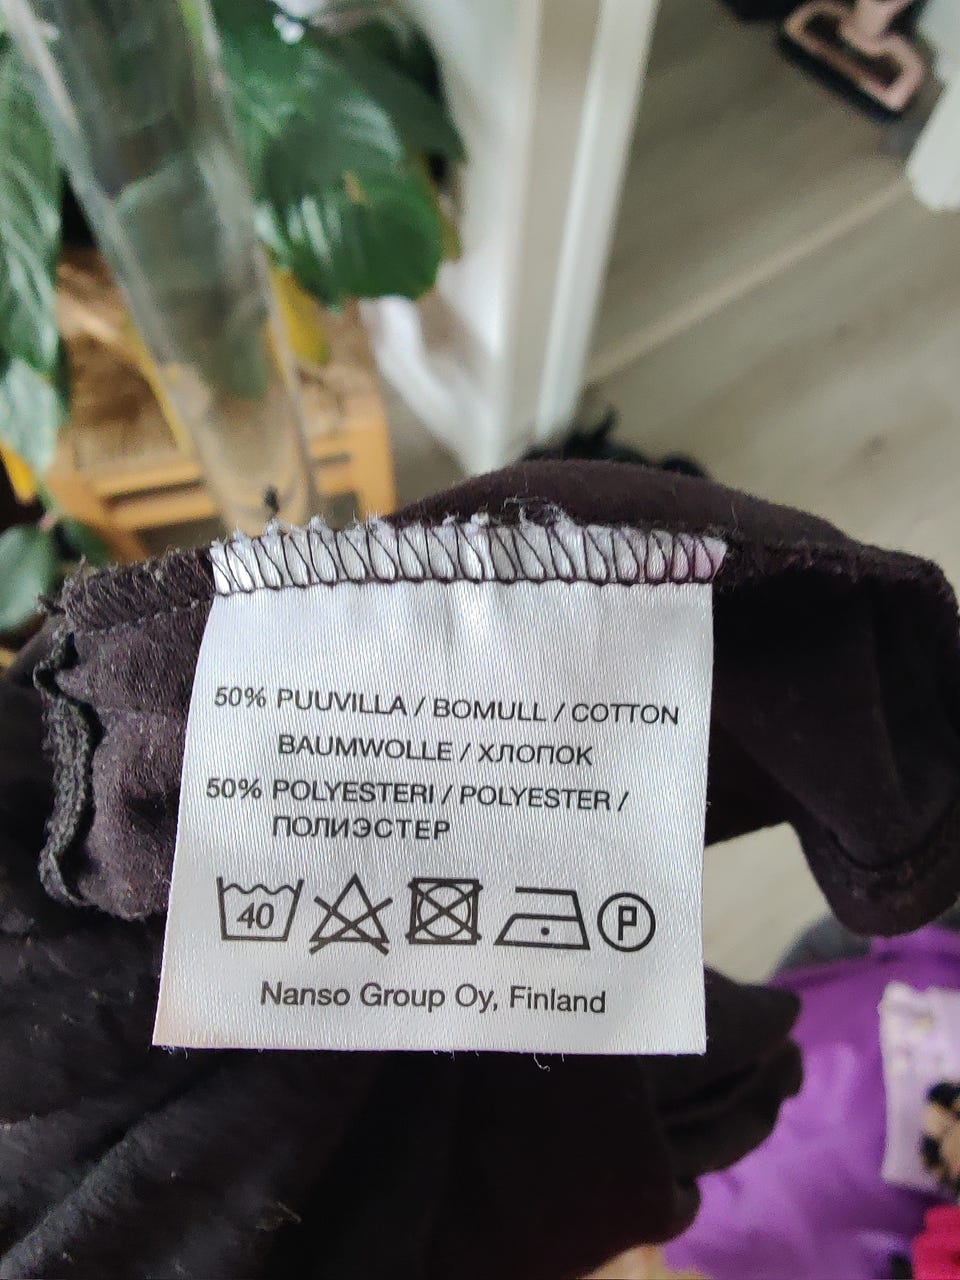 50% PUUVILLA / BOMULL / COTTON
BAUMWOLLE / ХЛОПОК
50% POLYESTERI / POLYESTER /
ПОЛИЭСТЕР
40 P
Nanso Group Oy, Finland